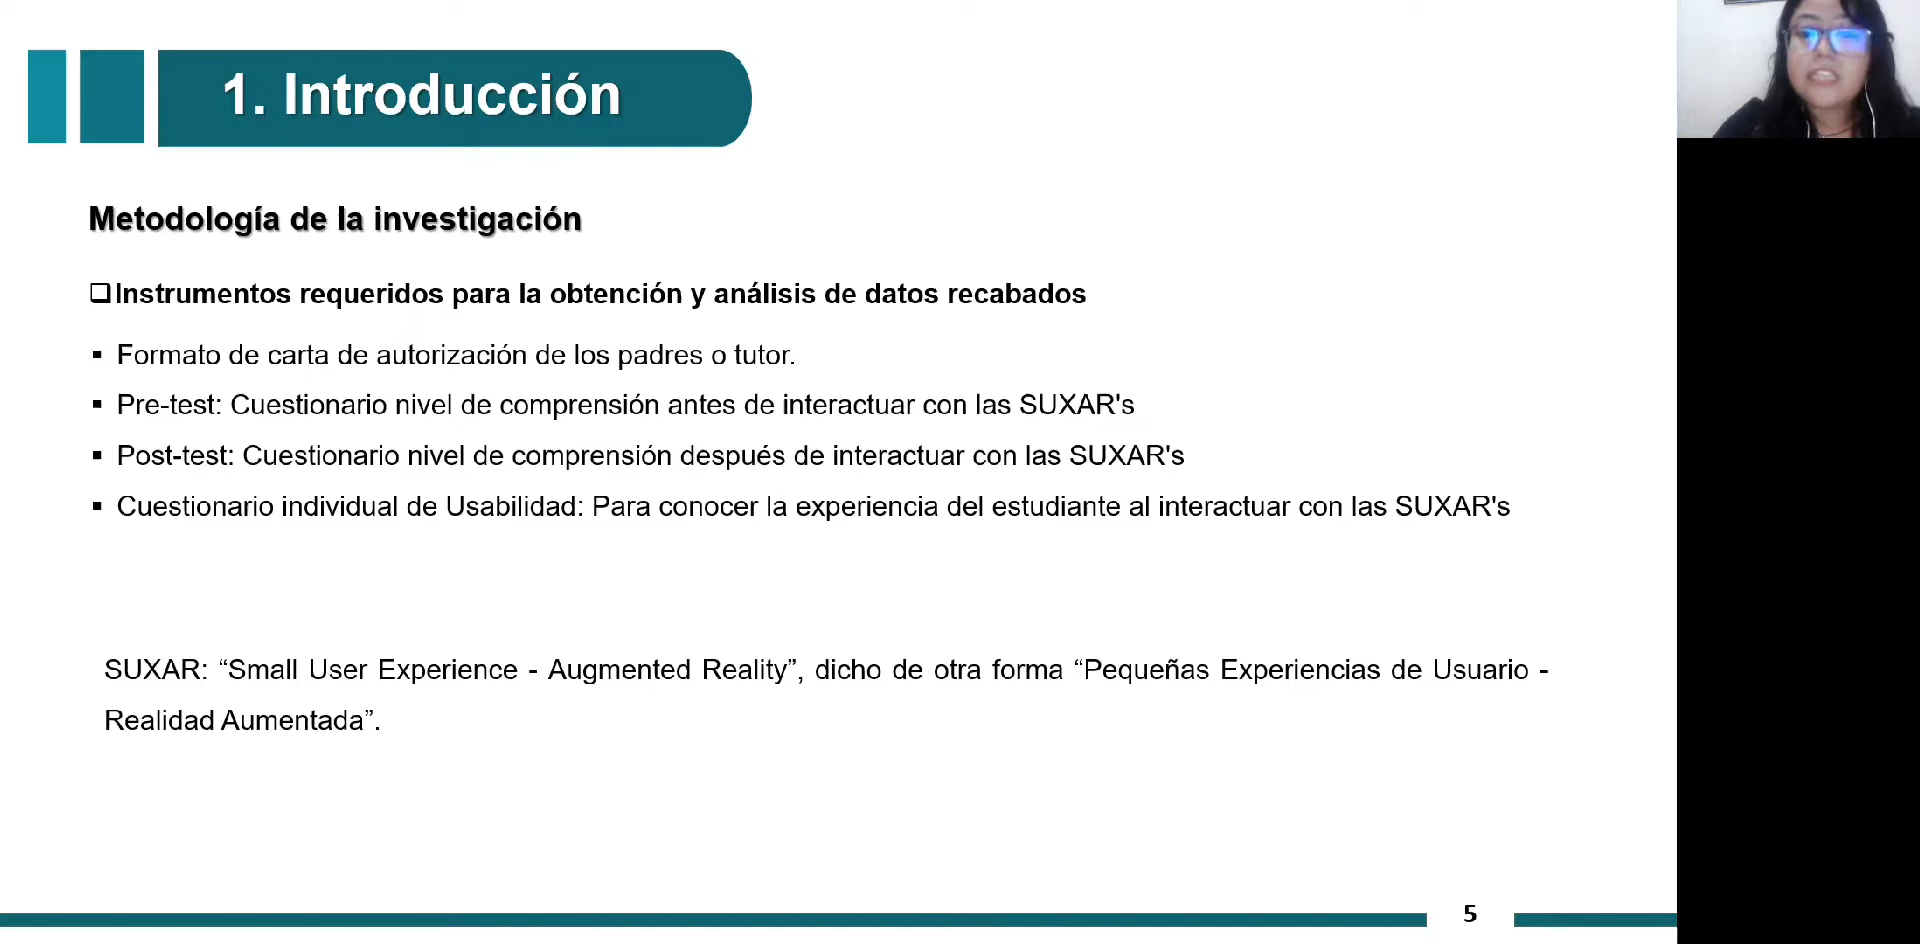 1. Introducción
Metodología de la investigación
Instrumentos requeridos para la obtención y análisis de datos recabados
Formato de carta de autorización de los padres o tutor.
Pre-test: Cuestionario nivel de comprensión antes de interactuar con las SUXAR's
Post-test: Cuestionario nivel de comprensión después de interactuar con las SUXAR's
Cuestionario individual de Usabilidad: Para conocer la experiencia del estudiante al interactuar con las SUXAR's
SUXAR: “Small User Experience - Augmented Reality”, dicho de otra forma “Pequeñas Experiencias de Usuario -
Realidad Aumentada”.
5